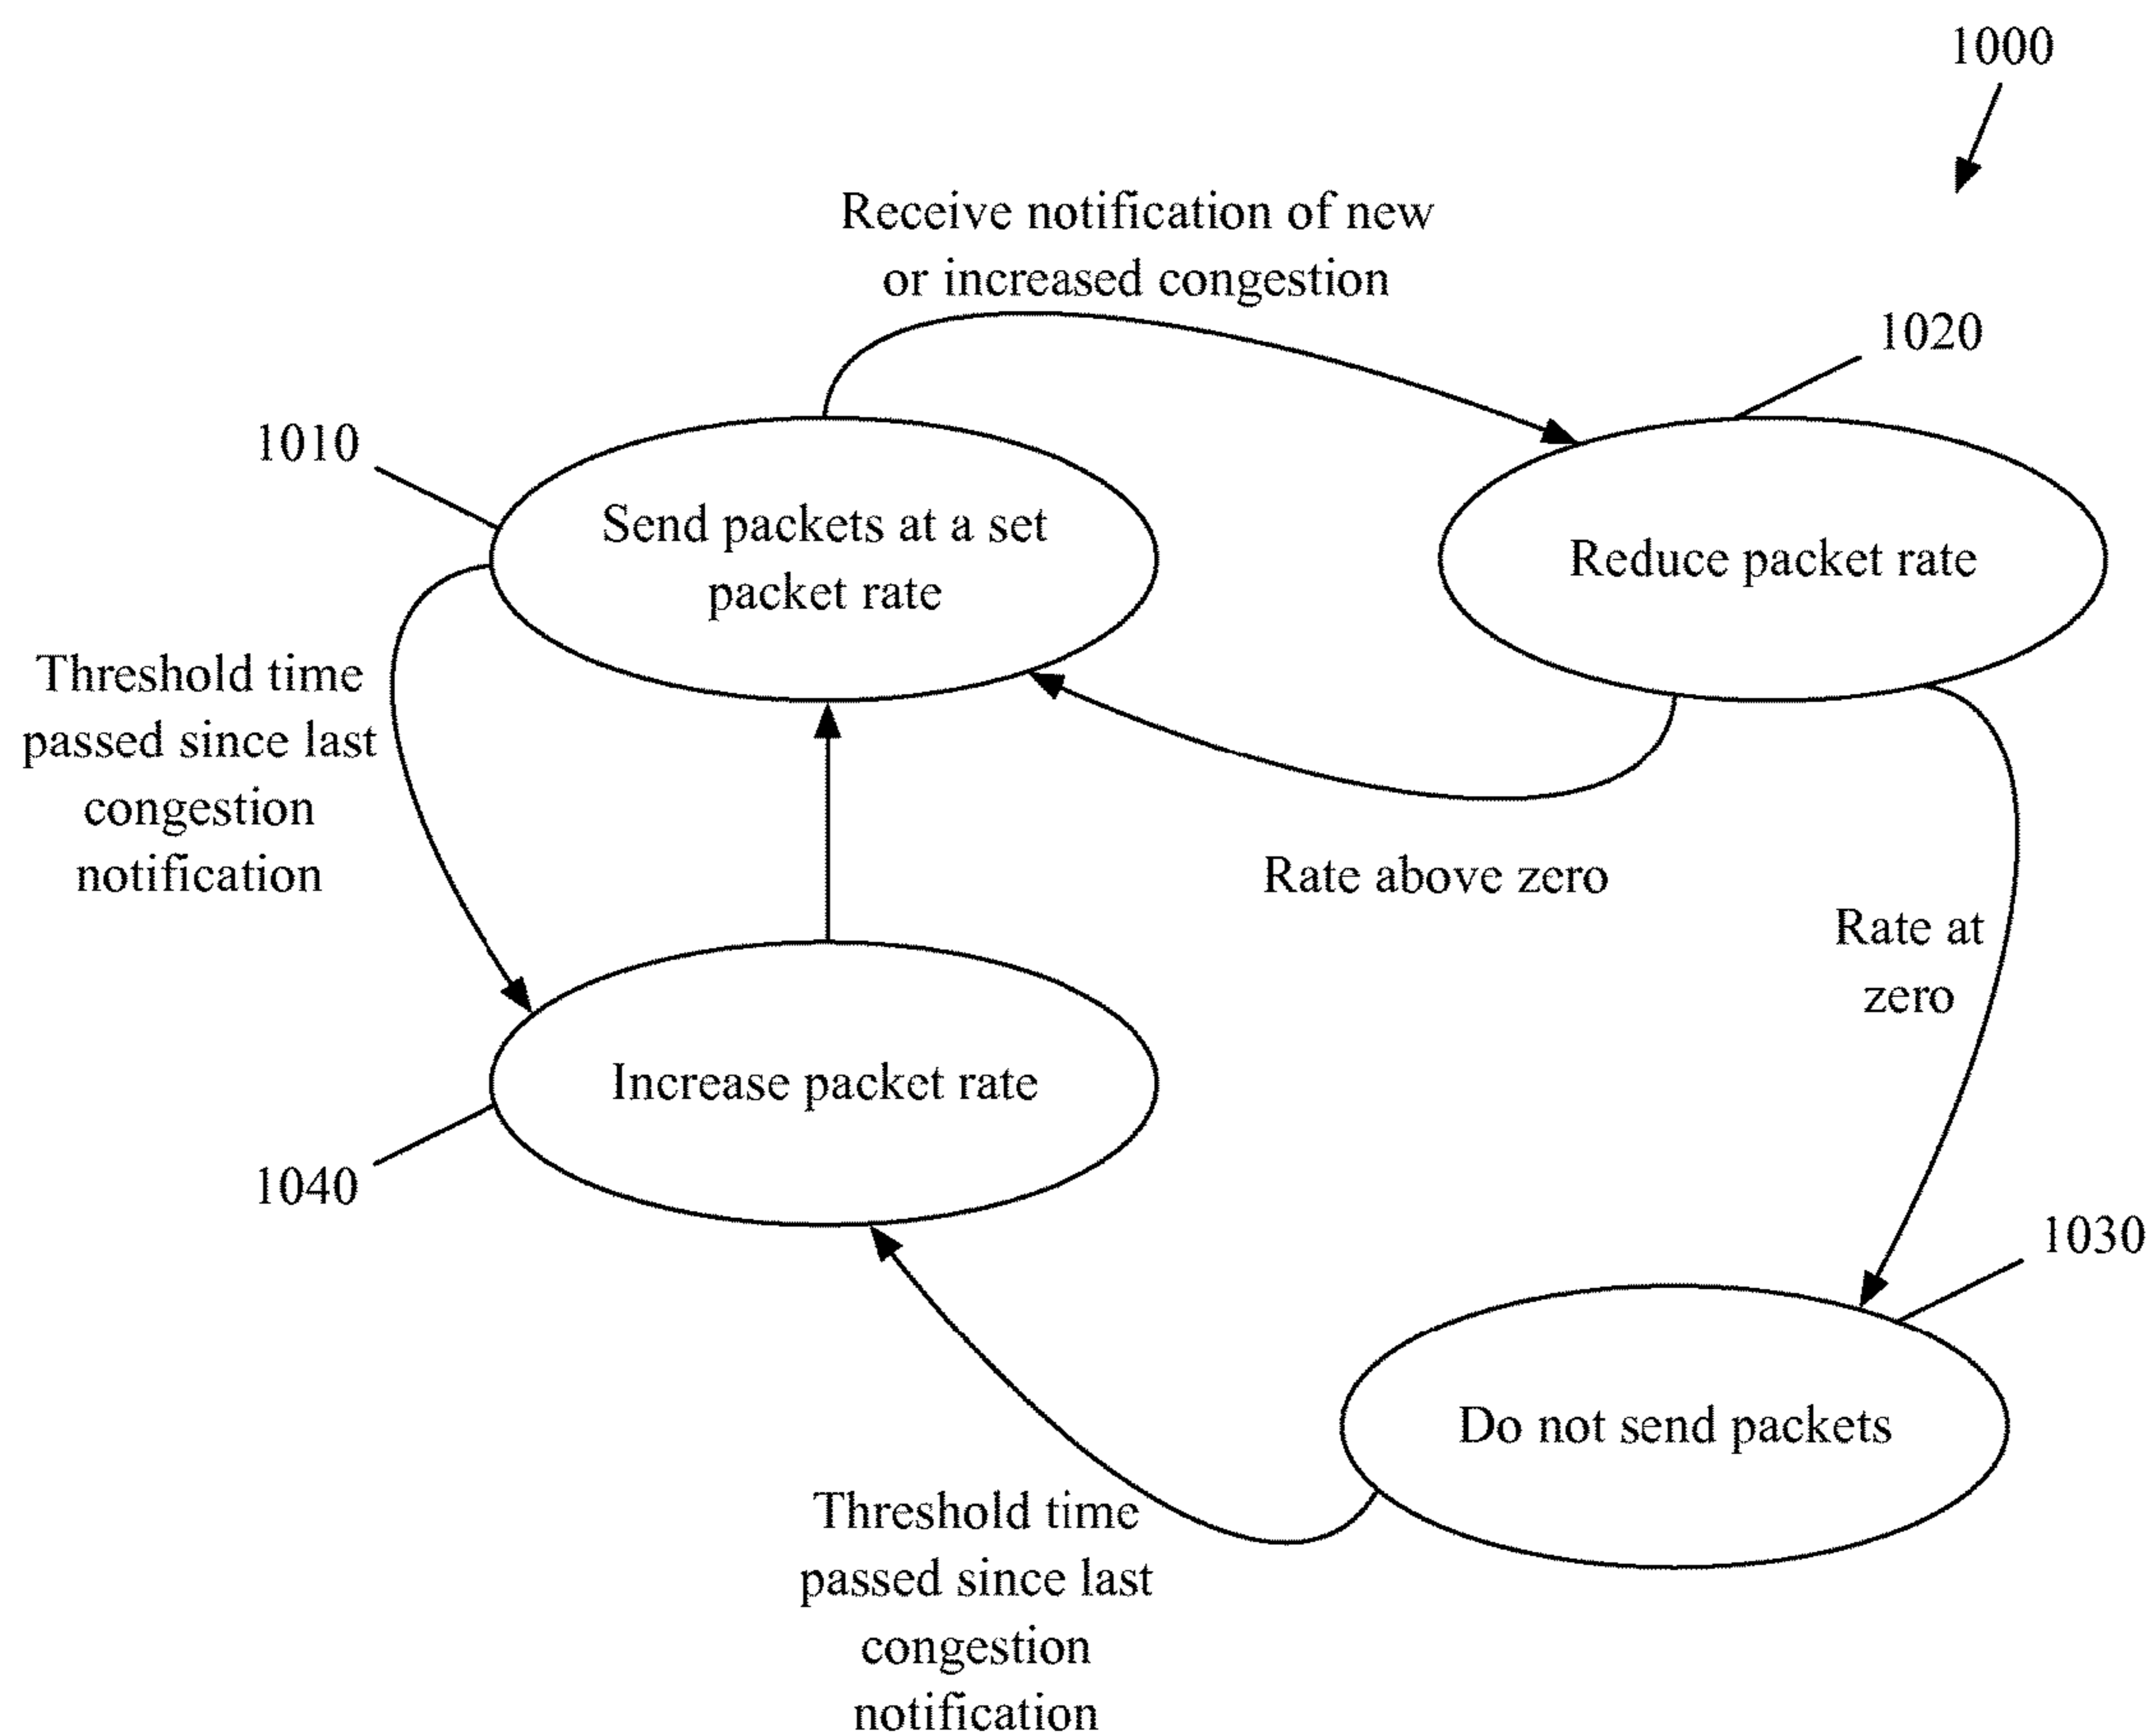 1000
Receive notification of new
or increased congestion
1020
1010
Send packets at a set
packet rate
Reduce packet rate
Threshold time
passed since last
congestion
notification
Rate above zero
Rate at
zero
Increase packet rate
1040
1030
Do not send packets
Threshold time
passed since last
congestion
notification